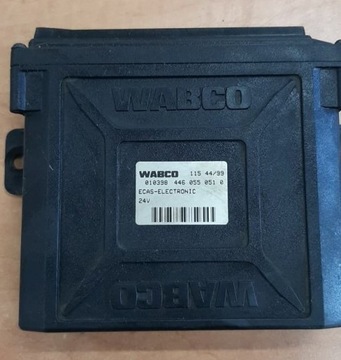 WABCO
WABCO 115 44/99
010398 446 055 051 0
ECAS-ELECTRONIC
24V
WABCO